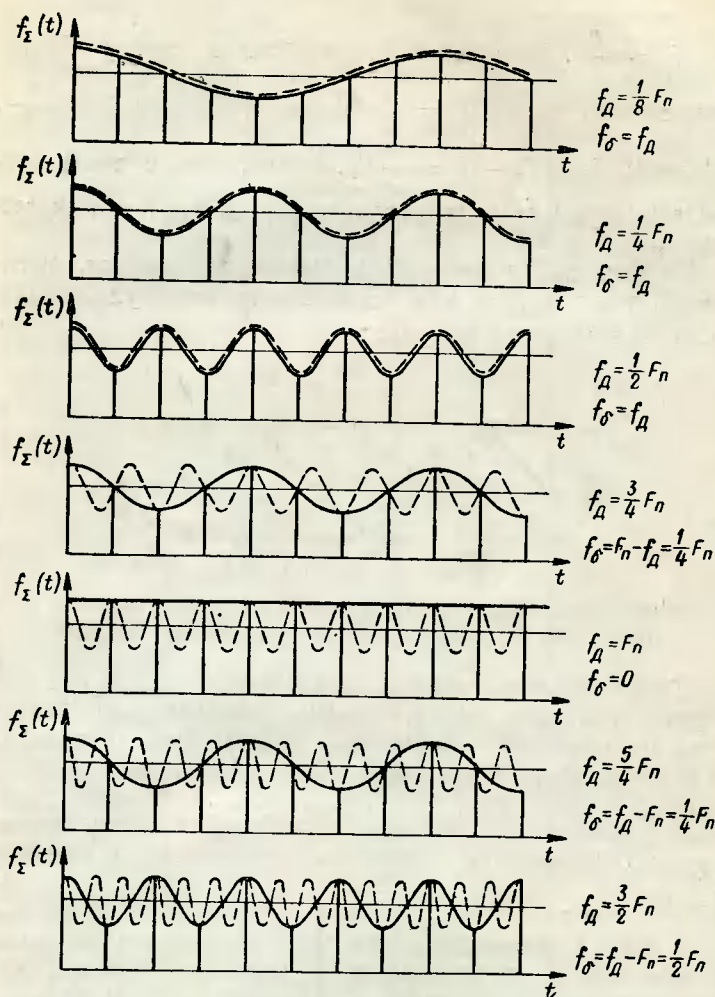 f_Σ(t)
f_Д = 1/8 F_п
f_б = f_Д
t
f_Σ(t)
f_Д = 1/4 F_п
f_б = f_Д
t
f_Σ(t)
f_Д = 1/2 F_п
f_б = f_Д
t
f_Σ(t)
f_Д = 3/4 F_п
f_б = F_п - f_Д = 1/4 F_п
t
f_Σ(t)
f_Д = F_п
f_б = 0
t
f_Σ(t)
f_Д = 5/4 F_п
f_б = f_Д - F_п = 1/4 F_п
t
f_Σ(t)
f_Д = 3/2 F_п
f_б = f_Д - F_п = 1/2 F_п
t